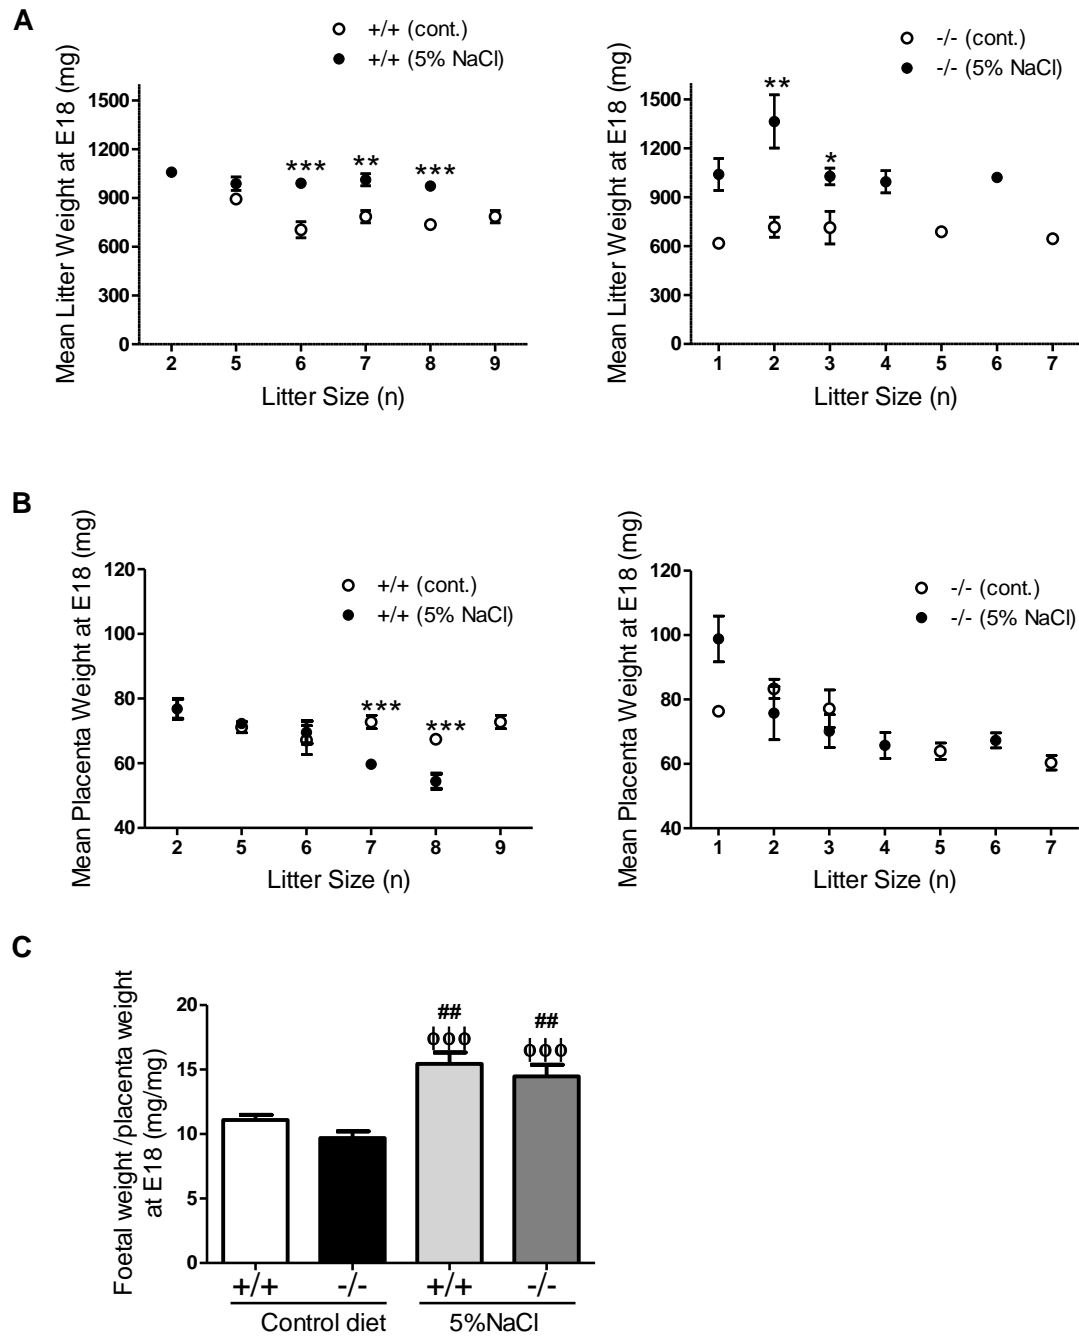 A
+/+ (cont.)
+/+ (5% NaCl)
Mean Litter Weight at E18 (mg)
1500
1200
900
600
300
0
*** ** ***
2 5 6 7 8 9
Litter Size (n)
-/- (cont.)
-/- (5% NaCl)
Mean Litter Weight at E18 (mg)
1500
1200
900
600
300
0
**
*
1 2 3 4 5 6 7
Litter Size (n)
B
+/+ (cont.)
+/+ (5% NaCl)
Mean Placenta Weight at E18 (mg)
120
100
80
60
40
*** ***
2 5 6 7 8 9
Litter Size (n)
-/- (cont.)
-/- (5% NaCl)
Mean Placenta Weight at E18 (mg)
120
100
80
60
40
1 2 3 4 5 6 7
Litter Size (n)
C
Foetal weight /placenta weight
at E18 (mg/mg)
20
15
10
5
0
##
ϕϕϕ
##
ϕϕϕ
+/+ -/- +/+ -/-
Control diet 5%NaCl